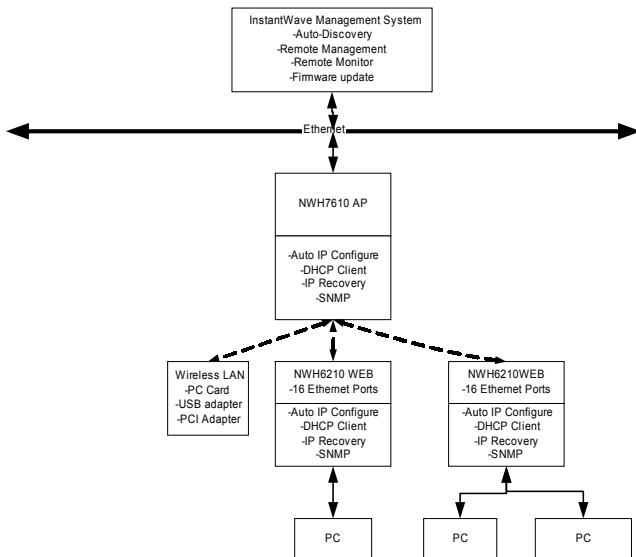 InstantWave Management System
-Auto-Discovery
-Remote Management
-Remote Monitor
-Firmware update
Ethernet
NWH7610 AP
-Auto IP Configure
-DHCP Client
-IP Recovery
-SNMP
Wireless LAN
-PC Card
-USB adapter
-PCI Adapter
NWH6210 WEB
-16 Ethernet Ports
-Auto IP Configure
-DHCP Client
-IP Recovery
-SNMP
NWH6210WEB
-16 Ethernet Ports
-Auto IP Configure
-DHCP Client
-IP Recovery
-SNMP
PC
PC
PC